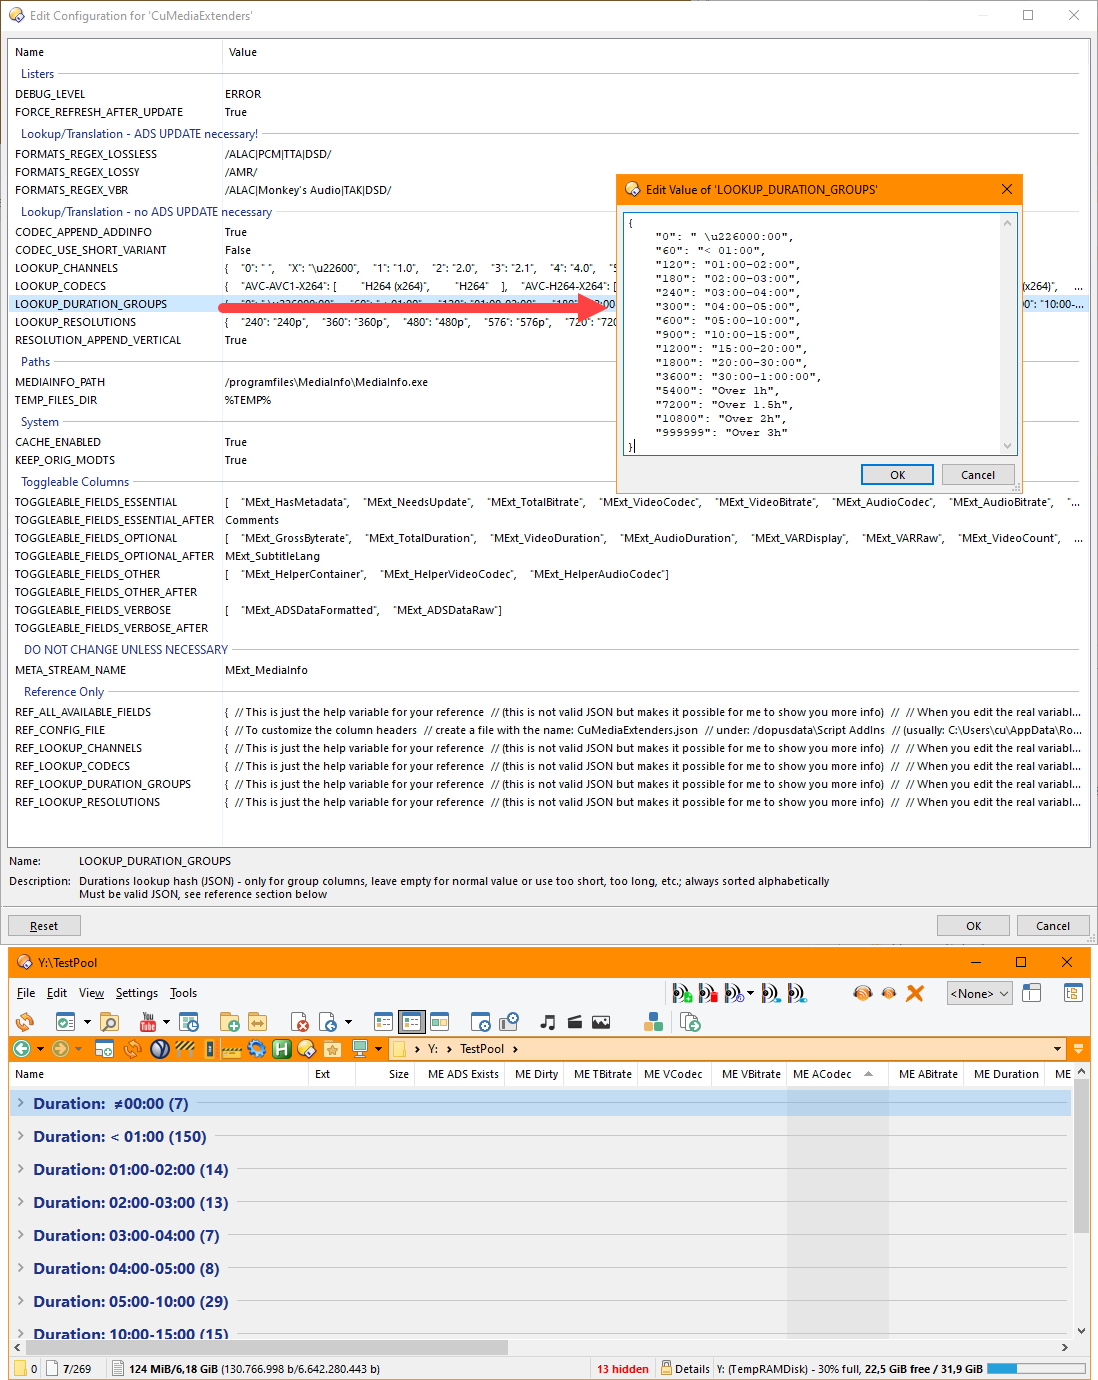 Edit Configuration for 'CuMediaExtenders'
Name Value
Listers
DEBUG_LEVEL ERROR
FORCE_REFRESH_AFTER_UPDATE True
Lookup/Translation - ADS UPDATE necessary!
FORMATS_REGEX_LOSSLESS /ALAC|PCM|TTA|DSD/
FORMATS_REGEX_LOSSY /AMR/
FORMATS_REGEX_VBR /ALAC|Monkey's Audio|TAK|DSD/
Lookup/Translation - no ADS UPDATE necessary
CODEC_APPEND_ADDINFO True
CODEC_USE_SHORT_VARIANT False
LOOKUP_CHANNELS { "0": " ", "X": "\u22600", "1": "1.0", "2": "2.0", "3": "2.1", "4": "4.0",
LOOKUP_CODECS { "AVC-AVC1-X264": [ "H264 (x264)", "H264" ], "AVC-H264-X264": [ (x264)", ...
LOOKUP_DURATION_GROUPS "10:00-...
LOOKUP_RESOLUTIONS { "240": "240p", "360": "360p", "480": "480p", "576": "576p", "720": "720
RESOLUTION_APPEND_VERTICAL True
Paths
MEDIAINFO_PATH /programfiles\MediaInfo\MediaInfo.exe
TEMP_FILES_DIR %TEMP%
System
CACHE_ENABLED True
KEEP_ORIG_MODTS True
Toggleable Columns
TOGGLEABLE_FIELDS_ESSENTIAL [ "MExt_HasMetadata", "MExt_NeedsUpdate", "MExt_TotalBitrate", "MExt_VideoCodec", "MExt_VideoBitrate", "MExt_AudioCodec", "MExt_AudioBitrate", "...
TOGGLEABLE_FIELDS_ESSENTIAL_AFTER Comments
TOGGLEABLE_FIELDS_OPTIONAL [ "MExt_GrossByterate", "MExt_TotalDuration", "MExt_VideoDuration", "MExt_AudioDuration", "MExt_VARDisplay", "MExt_VARRaw", "MExt_VideoCount", ...
TOGGLEABLE_FIELDS_OPTIONAL_AFTER MExt_SubtitleLang
TOGGLEABLE_FIELDS_OTHER [ "MExt_HelperContainer", "MExt_HelperVideoCodec", "MExt_HelperAudioCodec"]
TOGGLEABLE_FIELDS_OTHER_AFTER
TOGGLEABLE_FIELDS_VERBOSE [ "MExt_ADSDataFormatted", "MExt_ADSDataRaw"]
TOGGLEABLE_FIELDS_VERBOSE_AFTER
DO NOT CHANGE UNLESS NECESSARY
META_STREAM_NAME MExt_MediaInfo
Reference Only
REF_ALL_AVAILABLE_FIELDS { // This is just the help variable for your reference // (this is not valid JSON but makes it possible for me to show you more info) // // When you edit the real variabl...
REF_CONFIG_FILE { // To customize the column headers // create a file with the name: CuMediaExtenders.json // under: /dopusdata\Script AddIns // (usually: C:\Users\cu\AppData\Ro...
REF_LOOKUP_CHANNELS { // This is just the help variable for your reference // (this is not valid JSON but makes it possible for me to show you more info) // // When you edit the real variabl...
REF_LOOKUP_CODECS { // This is just the help variable for your reference // (this is not valid JSON but makes it possible for me to show you more info) // // When you edit the real variabl...
REF_LOOKUP_DURATION_GROUPS { // This is just the help variable for your reference // (this is not valid JSON but makes it possible for me to show you more info) // // When you edit the real variabl...
REF_LOOKUP_RESOLUTIONS { // This is just the help variable for your reference // (this is not valid JSON but makes it possible for me to show you more info) // // When you edit the real variabl...
Name: LOOKUP_DURATION_GROUPS
Description: Durations lookup hash (JSON) - only for group columns, leave empty for normal value or use too short, too long, etc.; always sorted alphabetically
Must be valid JSON, see reference section below
Reset OK Cancel
Edit Value of 'LOOKUP_DURATION_GROUPS'
{
"0": " \u226000:00",
"60": "< 01:00",
"120": "01:00-02:00",
"180": "02:00-03:00",
"240": "03:00-04:00",
"300": "04:00-05:00",
"600": "05:00-10:00",
"900": "10:00-15:00",
"1200": "15:00-20:00",
"1800": "20:00-30:00",
"3600": "30:00-1:00:00",
"5400": "Over 1h",
"7200": "Over 1.5h",
"10800": "Over 2h",
"999999": "Over 3h"
}
OK Cancel
Y:\TestPool
File Edit View Settings Tools <None>
You Tube
Y: TestPool
Name Ext Size ME ADS Exists ME Dirty ME TBitrate ME VCodec ME VBitrate ME ACodec ME ABitrate ME Duration ME
Duration: ≠00:00 (7)
Duration: < 01:00 (150)
Duration: 01:00-02:00 (14)
Duration: 02:00-03:00 (13)
Duration: 03:00-04:00 (7)
Duration: 04:00-05:00 (8)
Duration: 05:00-10:00 (29)
Duration: 10:00-15:00 (15)
0 7/269 124 MiB/6,18 GiB (130.766.998 b/6.642.280.443 b) 13 hidden Details Y: (TempRAMDisk) - 30% full, 22,5 GiB free / 31,9 GiB